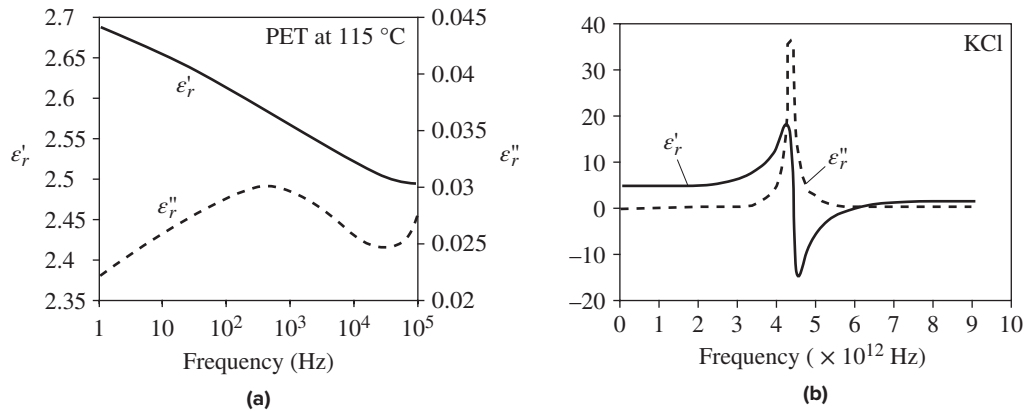 2.7
2.65
2.6
2.55
2.5
2.45
2.4
2.35
ε'r
PET at 115 °C
ε'r
ε''r
0.045
0.04
0.035
0.03
0.025
0.02
ε''r
1
10
10²
10³
10⁴
10⁵
Frequency (Hz)
(a)
40
30
20
10
0
–10
–20
KCl
ε'r
ε''r
0 1 2 3 4 5 6 7 8 9 10
Frequency ( × 10¹² Hz)
(b)